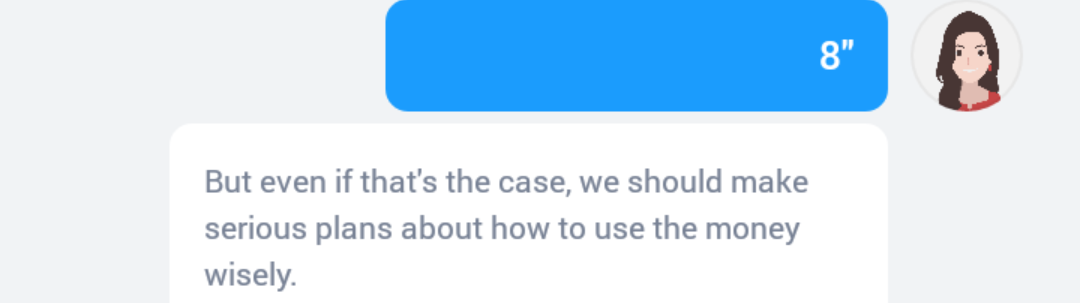 8"
But even if that's the case, we should make
serious plans about how to use the money
wisely.